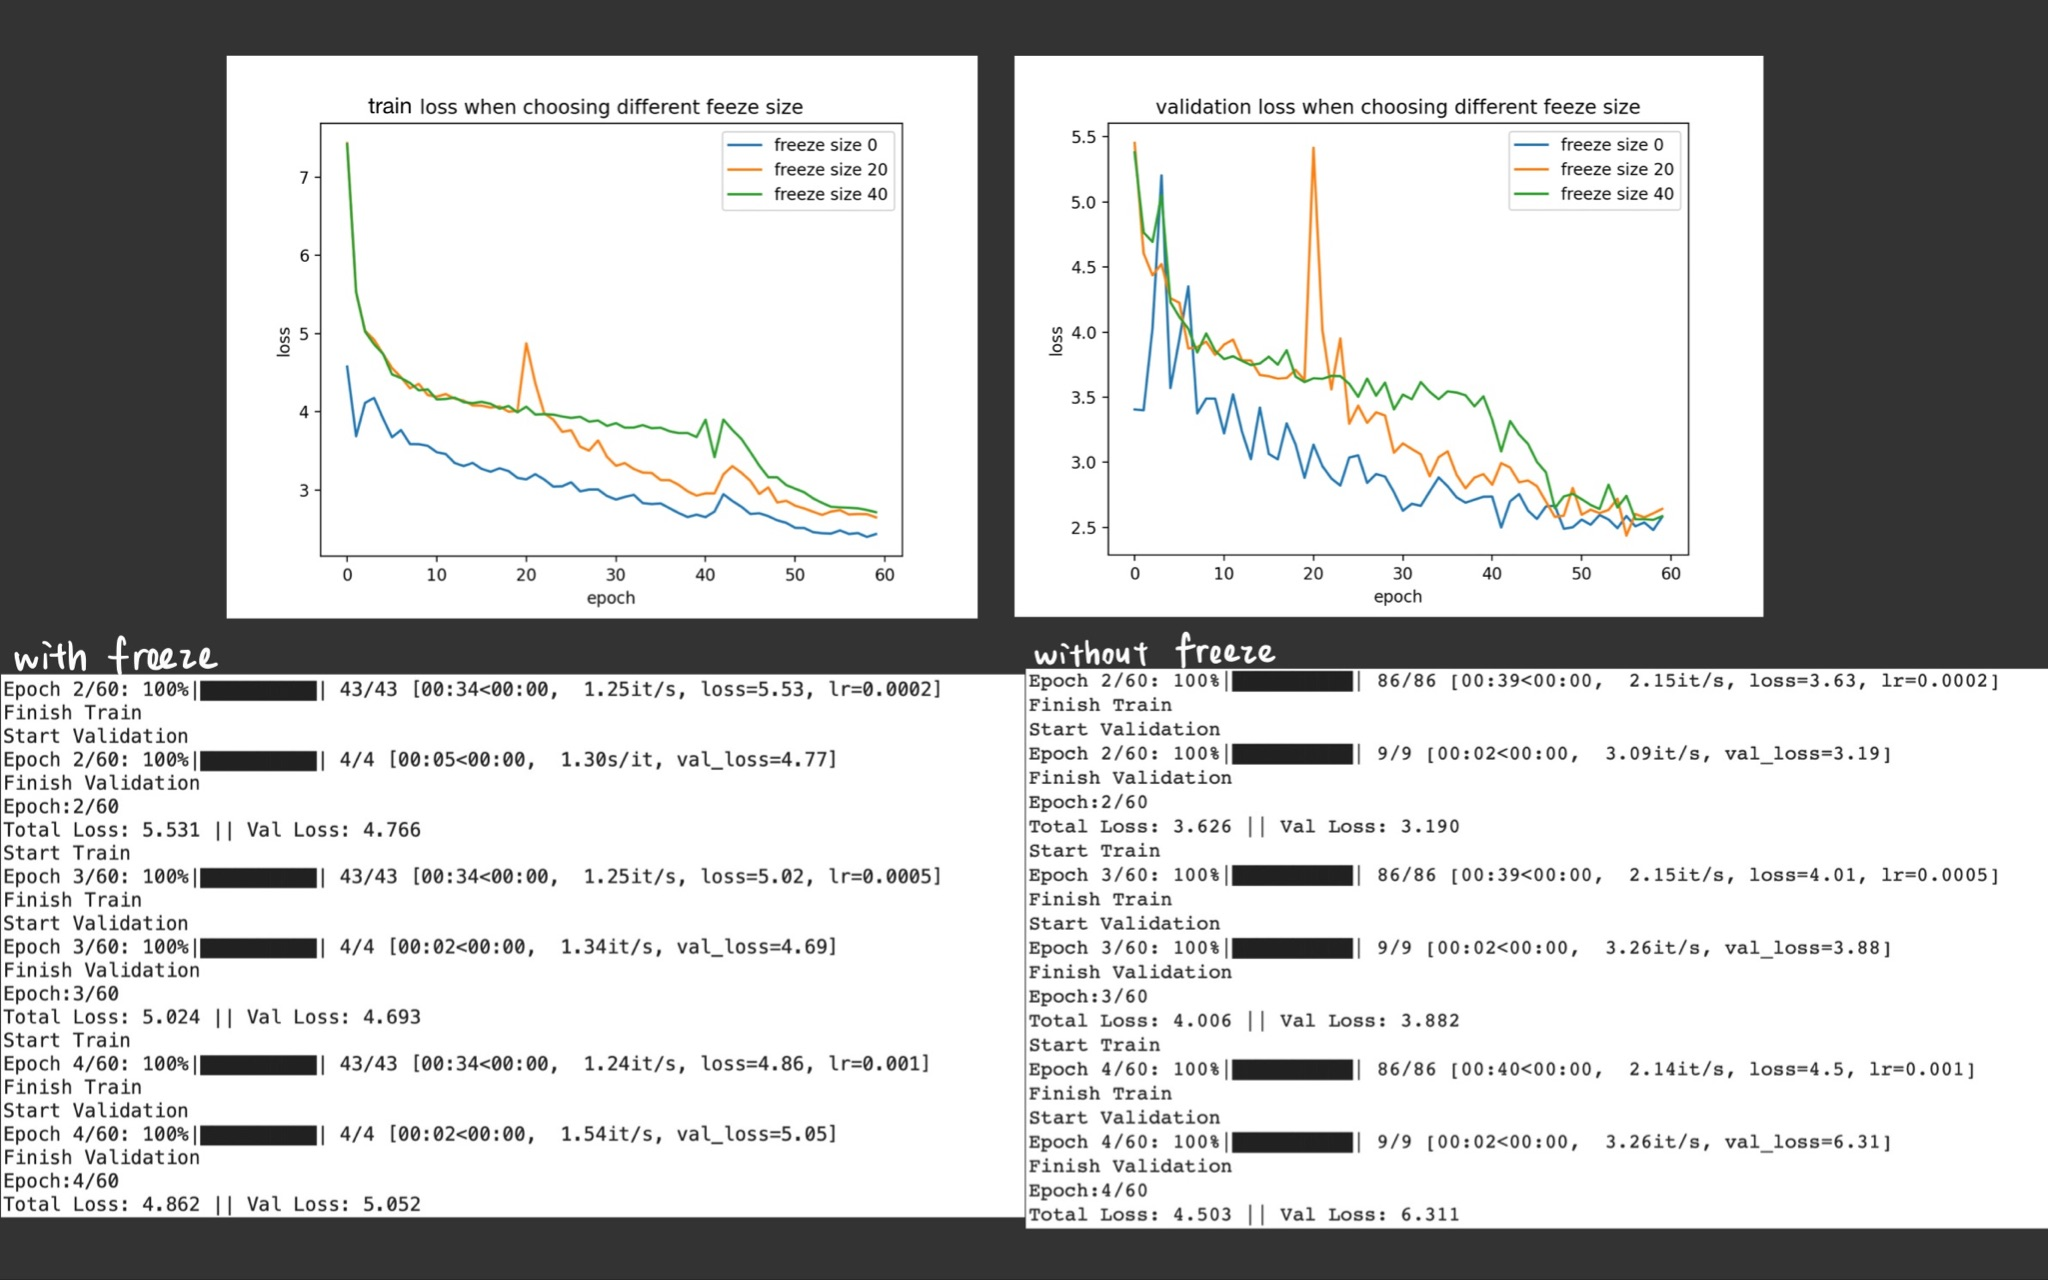 train loss when choosing different feeze size
freeze size 0
freeze size 20
freeze size 40
7
6
5
4
3
loss
0 10 20 30 40 50 60
epoch
validation loss when choosing different feeze size
freeze size 0
freeze size 20
freeze size 40
5.5
5.0
4.5
4.0
3.5
3.0
2.5
loss
0 10 20 30 40 50 60
epoch
with freeze
Epoch 2/60: 100%|██████████| 43/43 [00:34<00:00, 1.25it/s, loss=5.53, lr=0.0002]
Finish Train
Start Validation
Epoch 2/60: 100%|██████████| 4/4 [00:05<00:00, 1.30s/it, val_loss=4.77]
Finish Validation
Epoch:2/60
Total Loss: 5.531 || Val Loss: 4.766
Start Train
Epoch 3/60: 100%|██████████| 43/43 [00:34<00:00, 1.25it/s, loss=5.02, lr=0.0005]
Finish Train
Start Validation
Epoch 3/60: 100%|██████████| 4/4 [00:02<00:00, 1.34it/s, val_loss=4.69]
Finish Validation
Epoch:3/60
Total Loss: 5.024 || Val Loss: 4.693
Start Train
Epoch 4/60: 100%|██████████| 43/43 [00:34<00:00, 1.24it/s, loss=4.86, lr=0.001]
Finish Train
Start Validation
Epoch 4/60: 100%|██████████| 4/4 [00:02<00:00, 1.54it/s, val_loss=5.05]
Finish Validation
Epoch:4/60
Total Loss: 4.862 || Val Loss: 5.052
without freeze
Epoch 2/60: 100%|██████████| 86/86 [00:39<00:00, 2.15it/s, loss=3.63, lr=0.0002]
Finish Train
Start Validation
Epoch 2/60: 100%|██████████| 9/9 [00:02<00:00, 3.09it/s, val_loss=3.19]
Finish Validation
Epoch:2/60
Total Loss: 3.626 || Val Loss: 3.190
Start Train
Epoch 3/60: 100%|██████████| 86/86 [00:39<00:00, 2.15it/s, loss=4.01, lr=0.0005]
Finish Train
Start Validation
Epoch 3/60: 100%|██████████| 9/9 [00:02<00:00, 3.26it/s, val_loss=3.88]
Finish Validation
Epoch:3/60
Total Loss: 4.006 || Val Loss: 3.882
Start Train
Epoch 4/60: 100%|██████████| 86/86 [00:40<00:00, 2.14it/s, loss=4.5, lr=0.001]
Finish Train
Start Validation
Epoch 4/60: 100%|██████████| 9/9 [00:02<00:00, 3.26it/s, val_loss=6.31]
Finish Validation
Epoch:4/60
Total Loss: 4.503 || Val Loss: 6.311